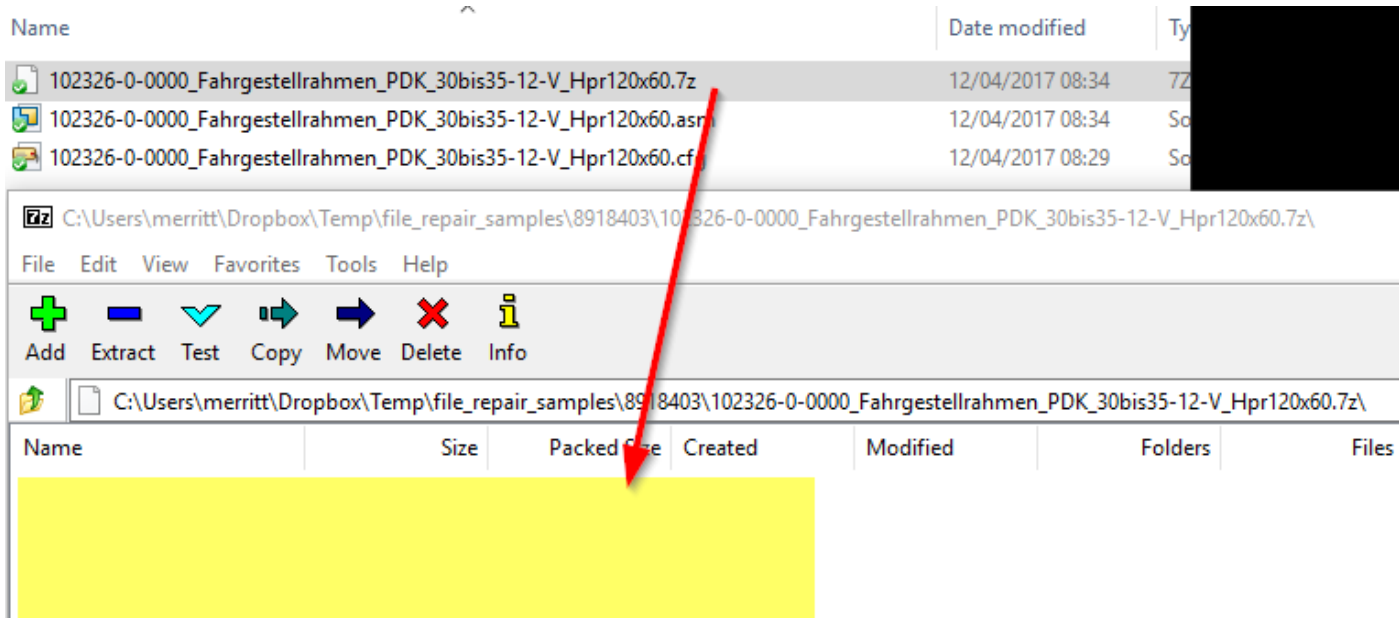 Name Date modified Ty
102326-0-0000_Fahrgestellrahmen_PDK_30bis35-12-V_Hpr120x60.7z 12/04/2017 08:34 7Z
102326-0-0000_Fahrgestellrahmen_PDK_30bis35-12-V_Hpr120x60.asm 12/04/2017 08:34 So
102326-0-0000_Fahrgestellrahmen_PDK_30bis35-12-V_Hpr120x60.cfg 12/04/2017 08:29 So
7z C:\Users\merritt\Dropbox\Temp\file_repair_samples\8918403\102326-0-0000_Fahrgestellrahmen_PDK_30bis35-12-V_Hpr120x60.7z\
File Edit View Favorites Tools Help
Add Extract Test Copy Move Delete Info
C:\Users\merritt\Dropbox\Temp\file_repair_samples\8918403\102326-0-0000_Fahrgestellrahmen_PDK_30bis35-12-V_Hpr120x60.7z\
Name Size Packed Size Created Modified Folders Files